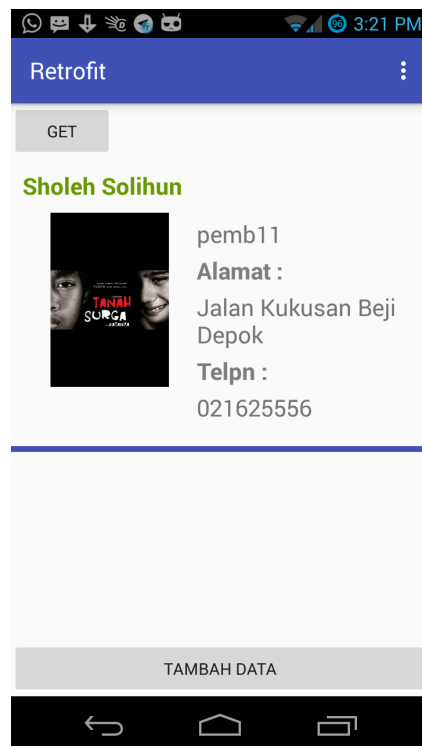 96 3:21 PM
Retrofit
GET
Sholeh Solihun
TANAH
SURGA
pemb11
Alamat :
Jalan Kukusan Beji
Depok
Telpn :
021625556
TAMBAH DATA